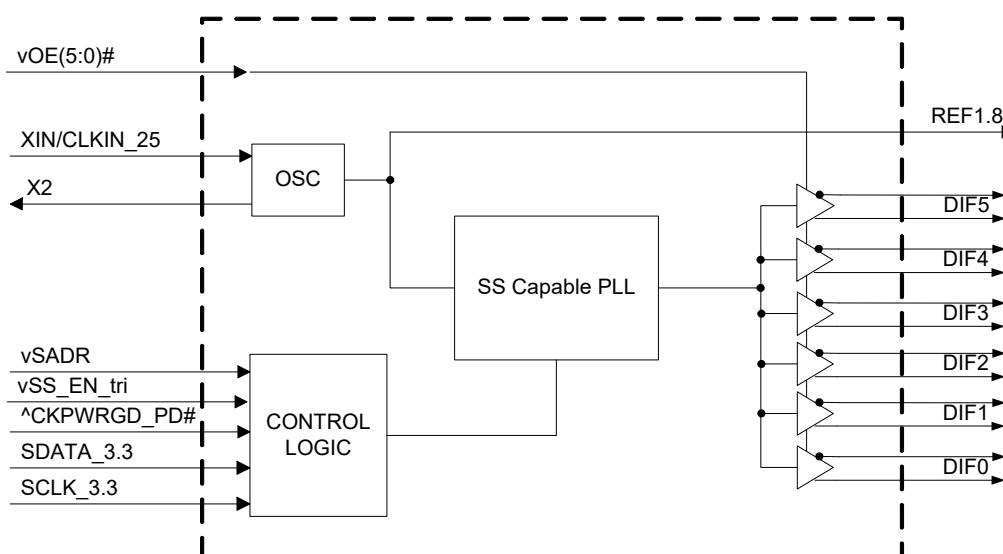 vOE(5:0)#
REF1.8
XIN/CLKIN_25
OSC
X2
DIF5
DIF4
SS Capable PLL
DIF3
vSADR
DIF2
vSS_EN_tri
^CKPWRGD_PD#
CONTROL
LOGIC
DIF1
SDATA_3.3
DIF0
SCLK_3.3